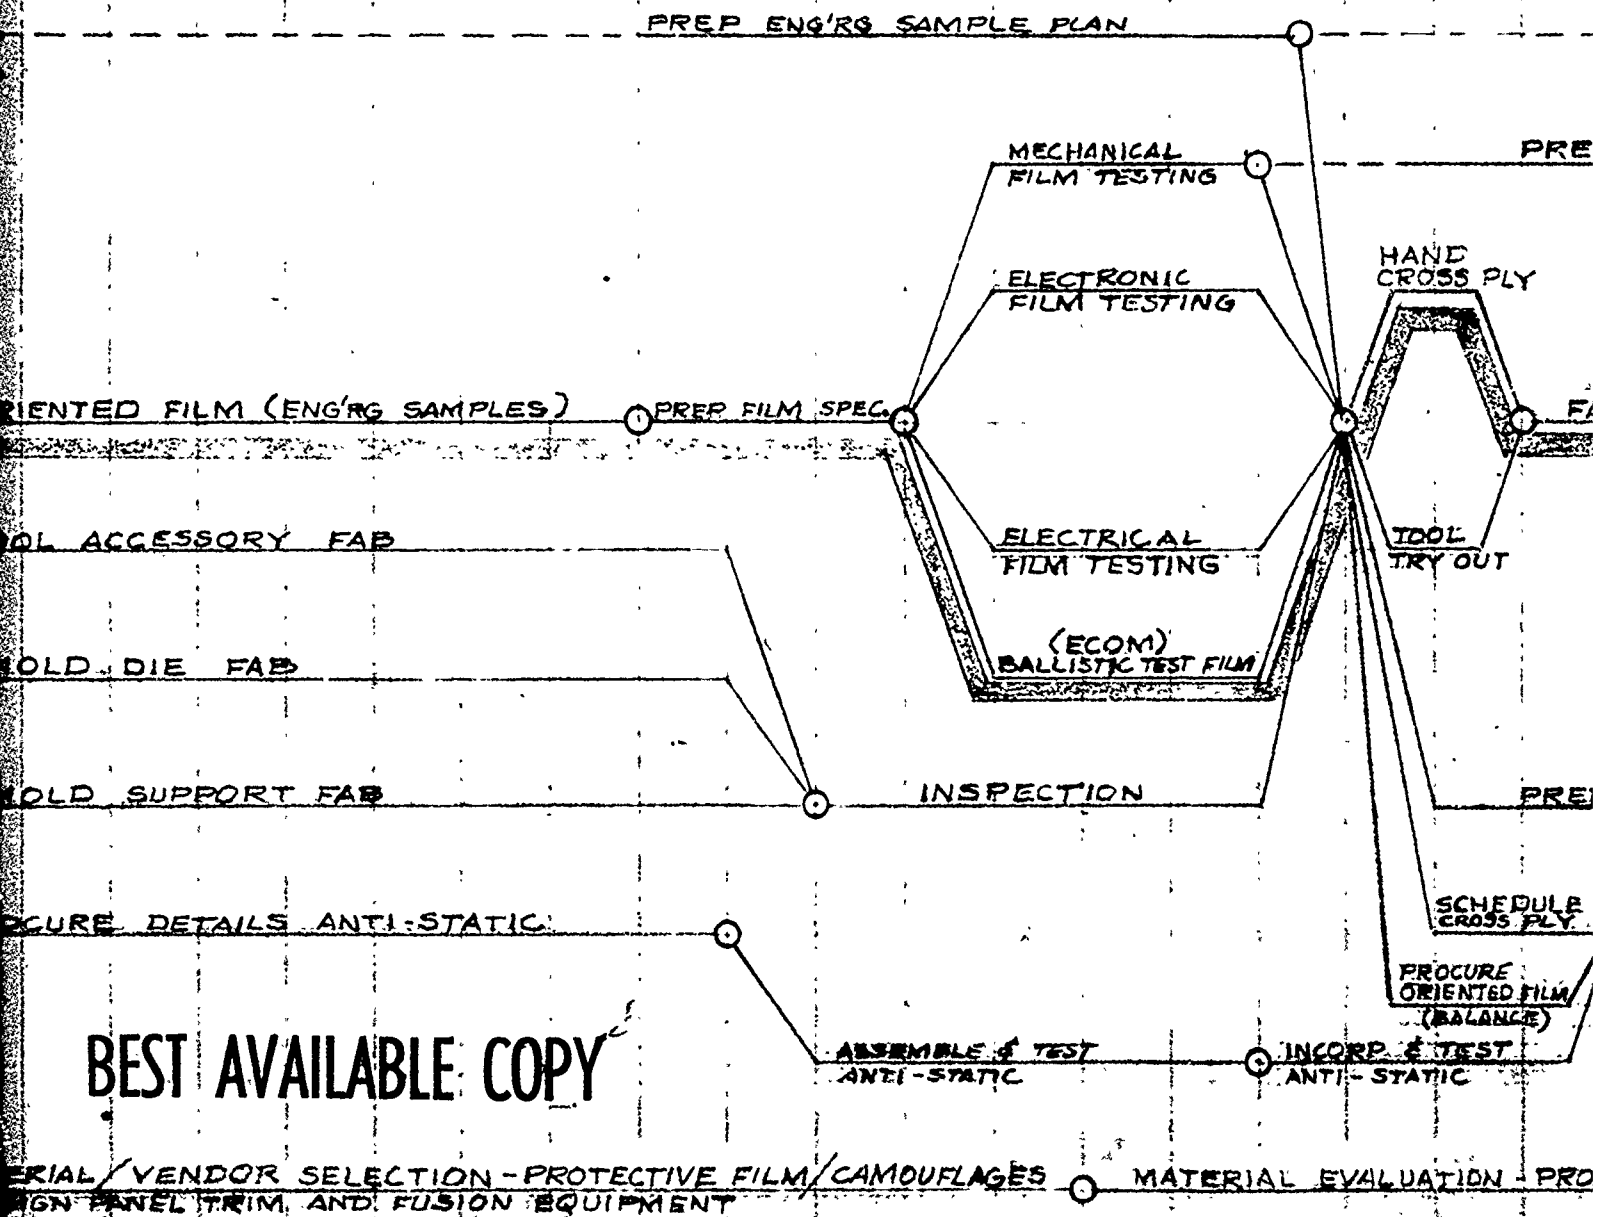 PREP ENG'RG SAMPLE PLAN
MECHANICAL
FILM TESTING
PRE
HAND
CROSS PLY
ELECTRONIC
FILM TESTING
RIENTED FILM (ENG'RG SAMPLES)
PREP FILM SPEC.
FA
OL ACCESSORY FAB
ELECTRICAL
FILM TESTING
TOOL
TRY OUT
(ECOM)
BALLISTIC TEST FILM
OLD DIE FAB
OLD SUPPORT FAB
INSPECTION
PRE
SCHEDULE
CROSS PLY
OCURE DETAILS ANTI-STATIC
PROCURE
ORIENTED FILM
(BALANCE)
BEST AVAILABLE COPY
ASSEMBLE & TEST
ANTI-STATIC
INCORP & TEST
ANTI-STATIC
ERIAL/VENDOR SELECTION-PROTECTIVE FILM/CAMOUFLAGES
IGN PANEL TRIM AND FUSION EQUIPMENT
MATERIAL EVALUATION - PRO